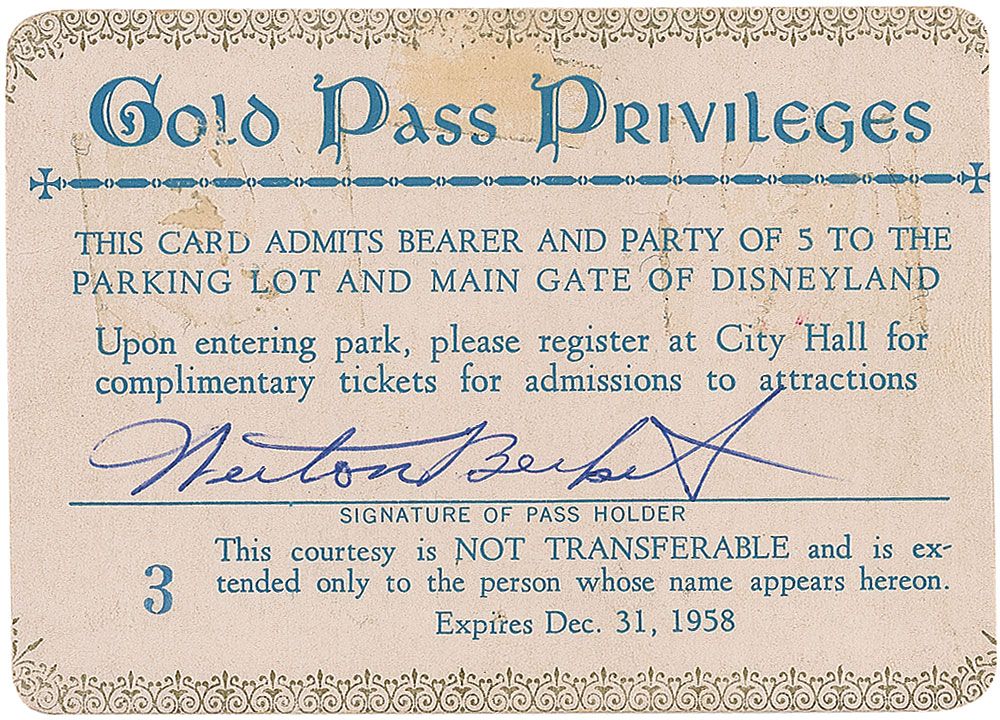 Gold Pass Privileges
THIS CARD ADMITS BEARER AND PARTY OF 5 TO THE
PARKING LOT AND MAIN GATE OF DISNEYLAND
Upon entering park, please register at City Hall for
complimentary tickets for admissions to attractions
SIGNATURE OF PASS HOLDER
3
This courtesy is NOT TRANSFERABLE and is ex-
tended only to the person whose name appears hereon.
Expires Dec. 31, 1958